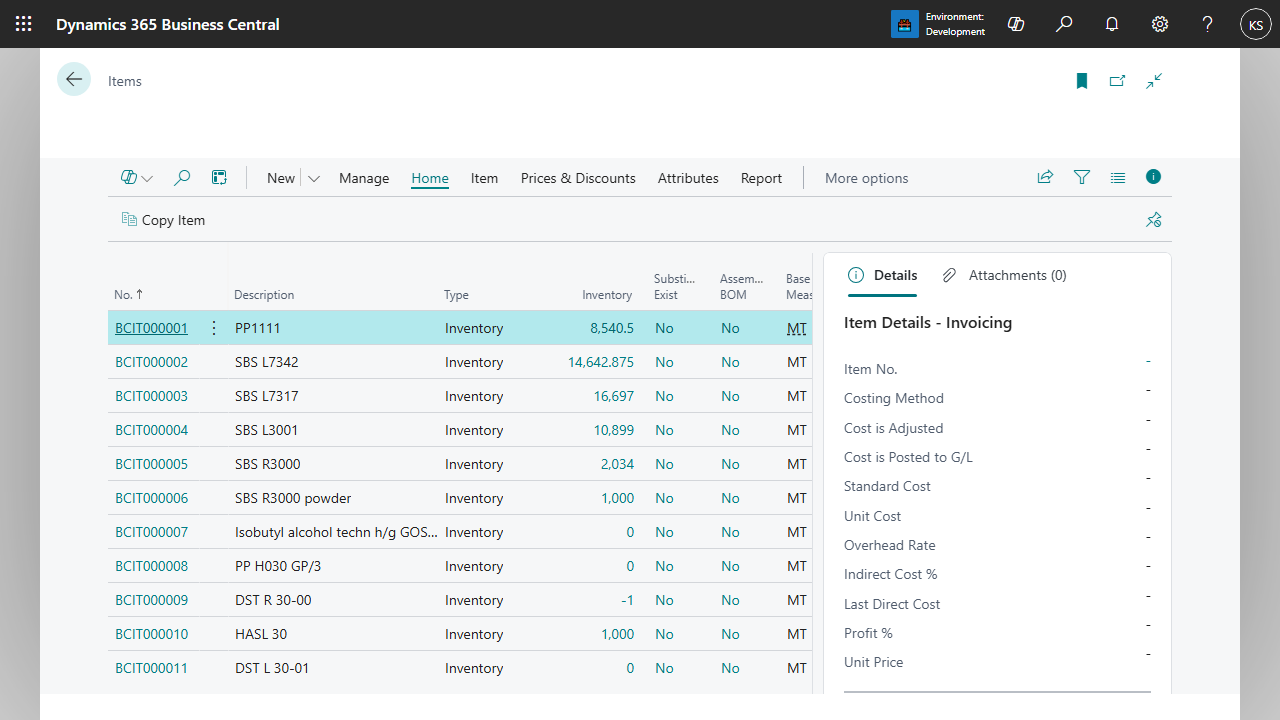 Dynamics 365 Business Central
Environment:
Development
KS
Items
New
Manage
Home
Item
Prices & Discounts
Attributes
Report
More options
Copy Item
No. ↑
Description
Type
Inventory
Substi...
Exist
Assem...
BOM
Base
Meas
BCIT000001 PP1111 Inventory 8,540.5 No No MT
BCIT000002 SBS L7342 Inventory 14,642.875 No No MT
BCIT000003 SBS L7317 Inventory 16,697 No No MT
BCIT000004 SBS L3001 Inventory 10,899 No No MT
BCIT000005 SBS R3000 Inventory 2,034 No No MT
BCIT000006 SBS R3000 powder Inventory 1,000 No No MT
BCIT000007 Isobutyl alcohol techn h/g GOS... Inventory 0 No No MT
BCIT000008 PP H030 GP/3 Inventory 0 No No MT
BCIT000009 DST R 30-00 Inventory -1 No No MT
BCIT000010 HASL 30 Inventory 1,000 No No MT
BCIT000011 DST L 30-01 Inventory 0 No No MT
Details
Attachments (0)
Item Details - Invoicing
Item No. -
Costing Method -
Cost is Adjusted -
Cost is Posted to G/L -
Standard Cost -
Unit Cost -
Overhead Rate -
Indirect Cost % -
Last Direct Cost -
Profit % -
Unit Price -